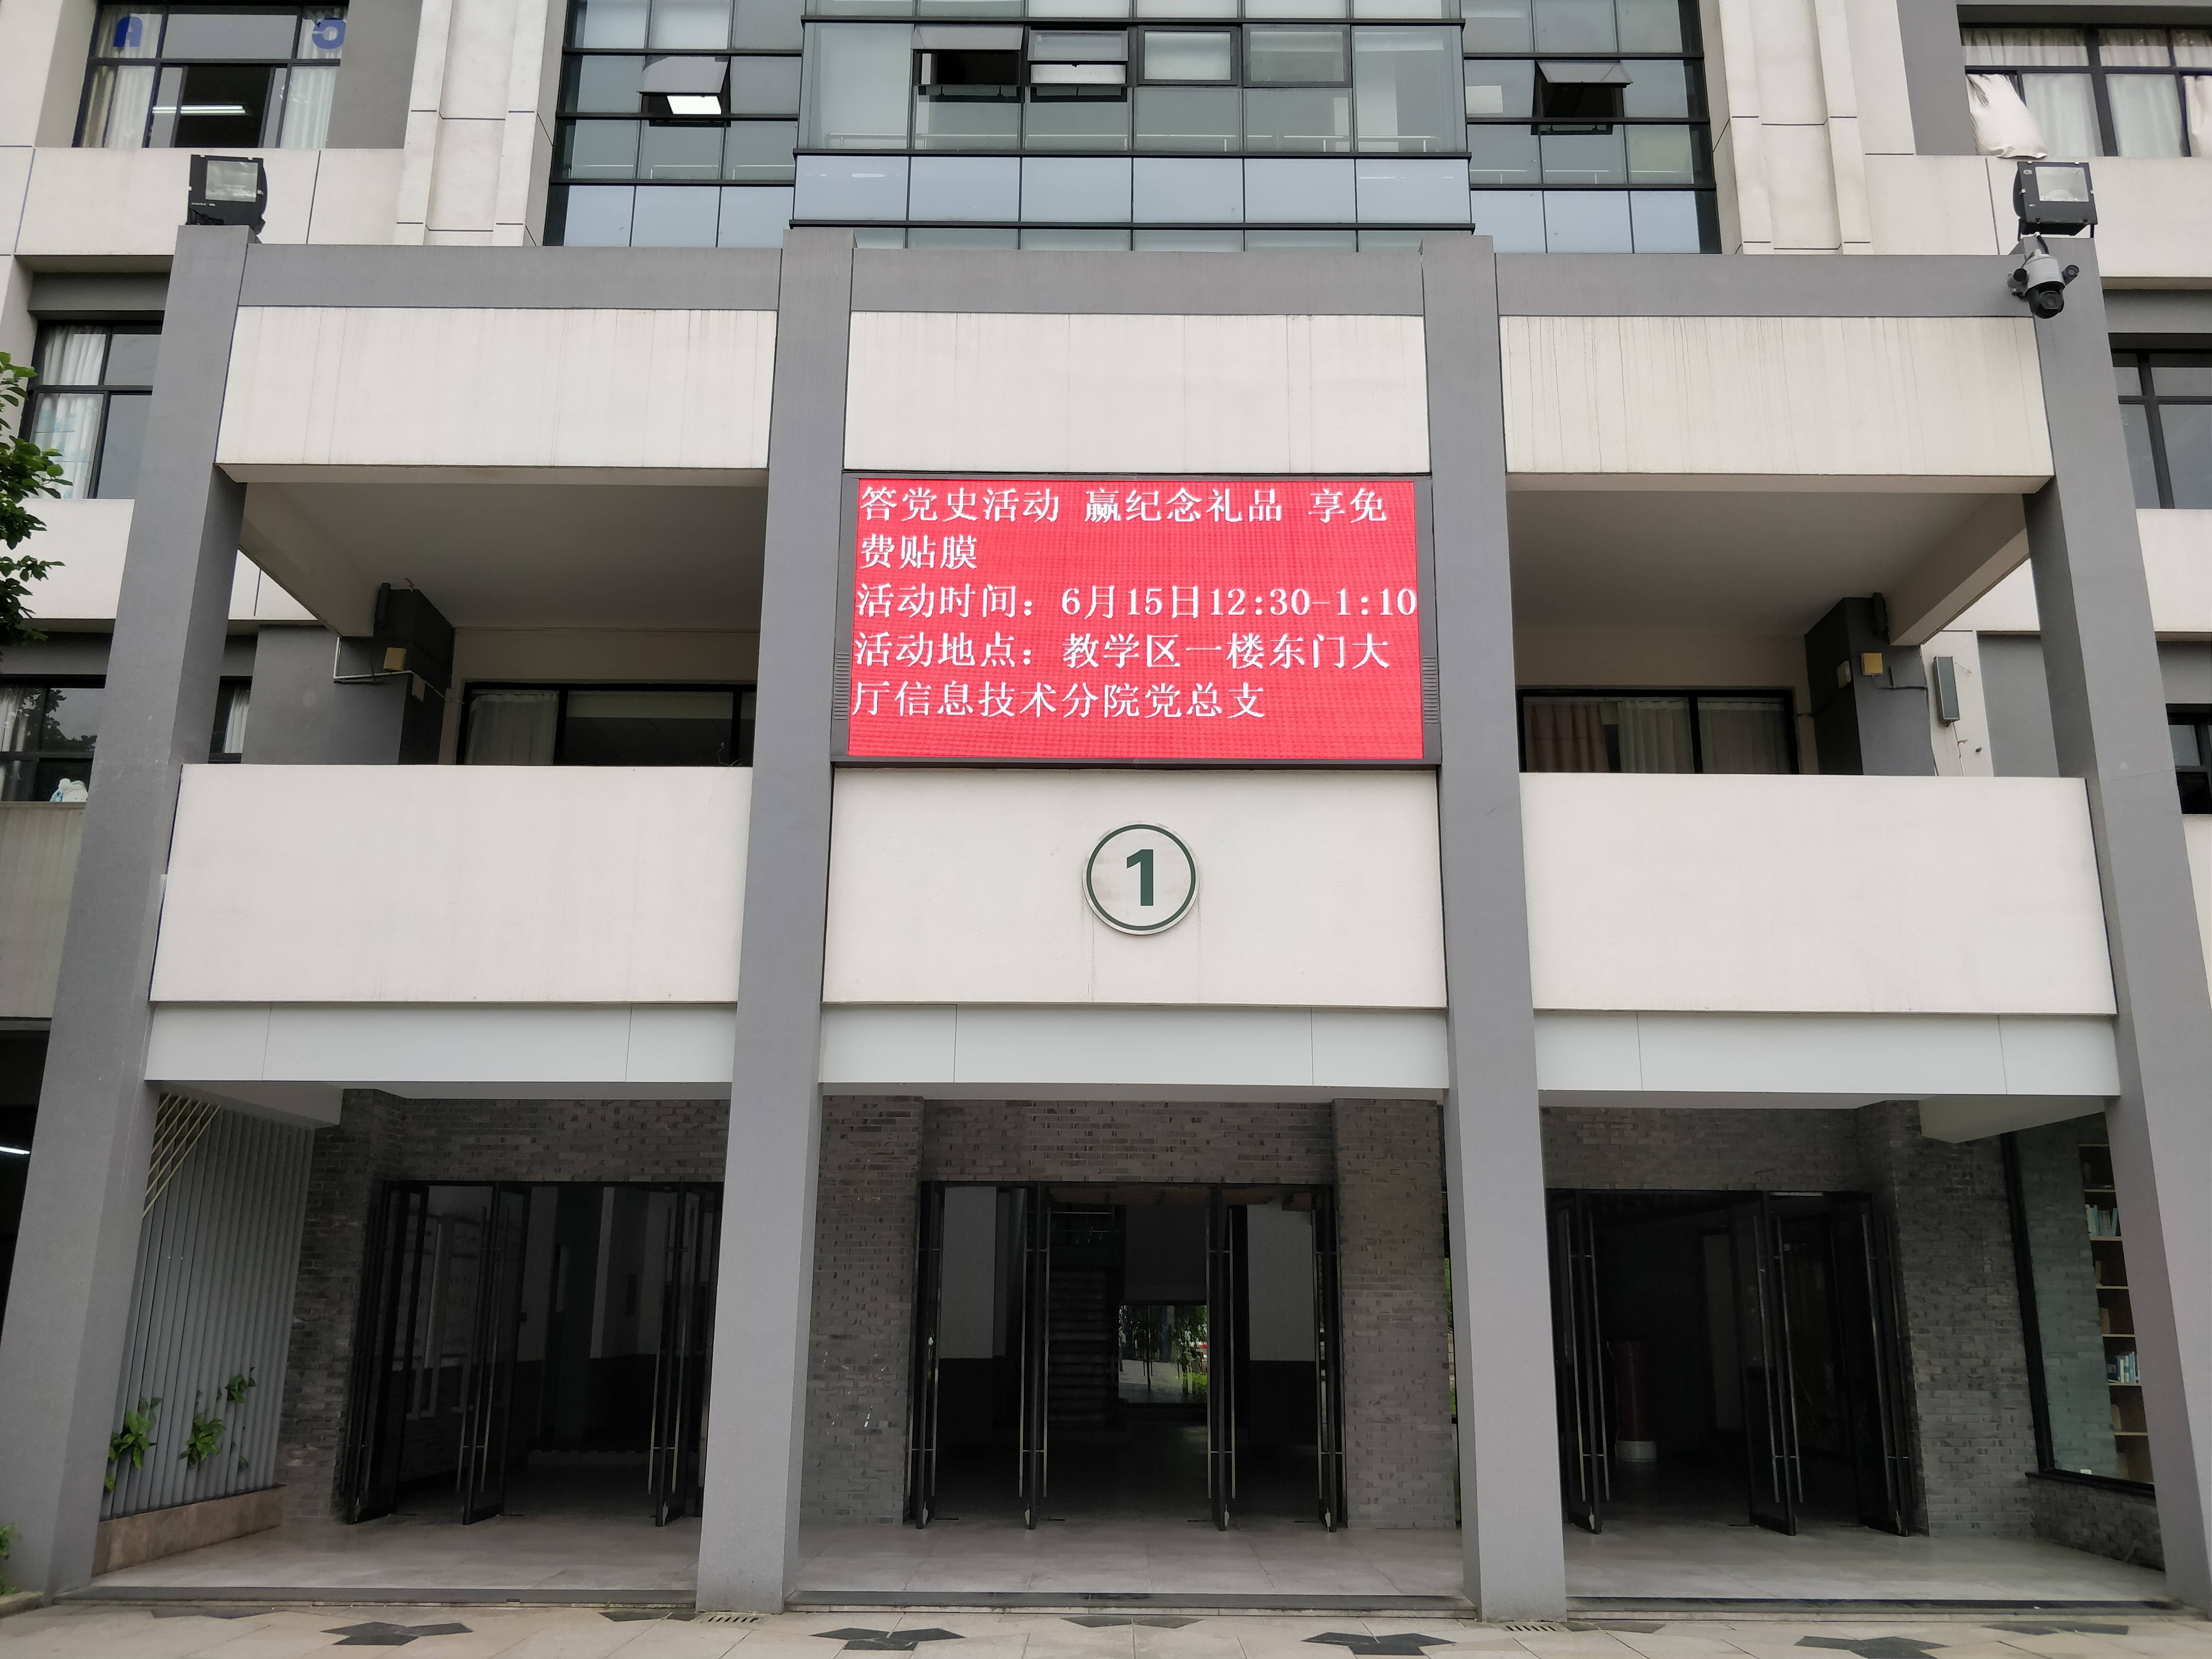 答党史活动 赢纪念礼品 享免
费贴膜
活动时间：6月15日12:30-1:10
活动地点：教学区一楼东门大
厅信息技术分院党总支
1